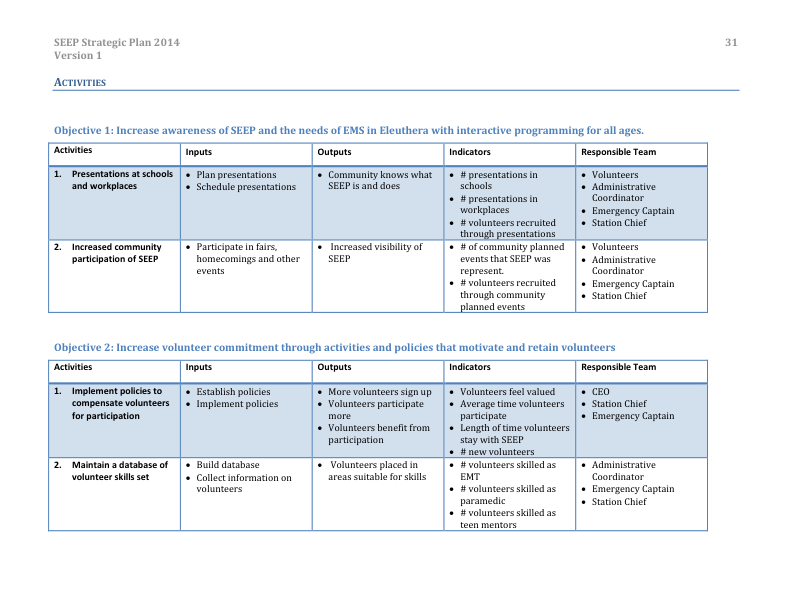 SEEP Strategic Plan 2014
31
Version 1
ACTIVITIES
Objective 1: Increase awareness of SEEP and the needs of EMS in Eleuthera with interactive programming for all ages.
Activities
Inputs
Outputs
Indicators
Responsible Team
1. Presentations at schools
and workplaces
• Plan presentations
• Schedule presentations
• Community knows what
SEEP is and does
• # presentations in
schools
• # presentations in
workplaces
• # volunteers recruited
through presentations
• Volunteers
• Administrative
Coordinator
• Emergency Captain
• Station Chief
2. Increased community
participation of SEEP
• Participate in fairs,
homecomings and other
events
• Increased visibility of
SEEP
• # of community planned
events that SEEP was
represent.
• # volunteers recruited
through community
planned events
• Volunteers
• Administrative
Coordinator
• Emergency Captain
• Station Chief
Objective 2: Increase volunteer commitment through activities and policies that motivate and retain volunteers
Activities
Inputs
Outputs
Indicators
Responsible Team
1. Implement policies to
compensate volunteers
for participation
• Establish policies
• Implement policies
• More volunteers sign up
• Volunteers participate
more
• Volunteers benefit from
participation
• Volunteers feel valued
• Average time volunteers
participate
• Length of time volunteers
stay with SEEP
• # new volunteers
• CEO
• Station Chief
• Emergency Captain
2. Maintain a database of
volunteer skills set
• Build database
• Collect information on
volunteers
• Volunteers placed in
areas suitable for skills
• # volunteers skilled as
EMT
• # volunteers skilled as
paramedic
• # volunteers skilled as
teen mentors
• Administrative
Coordinator
• Emergency Captain
• Station Chief